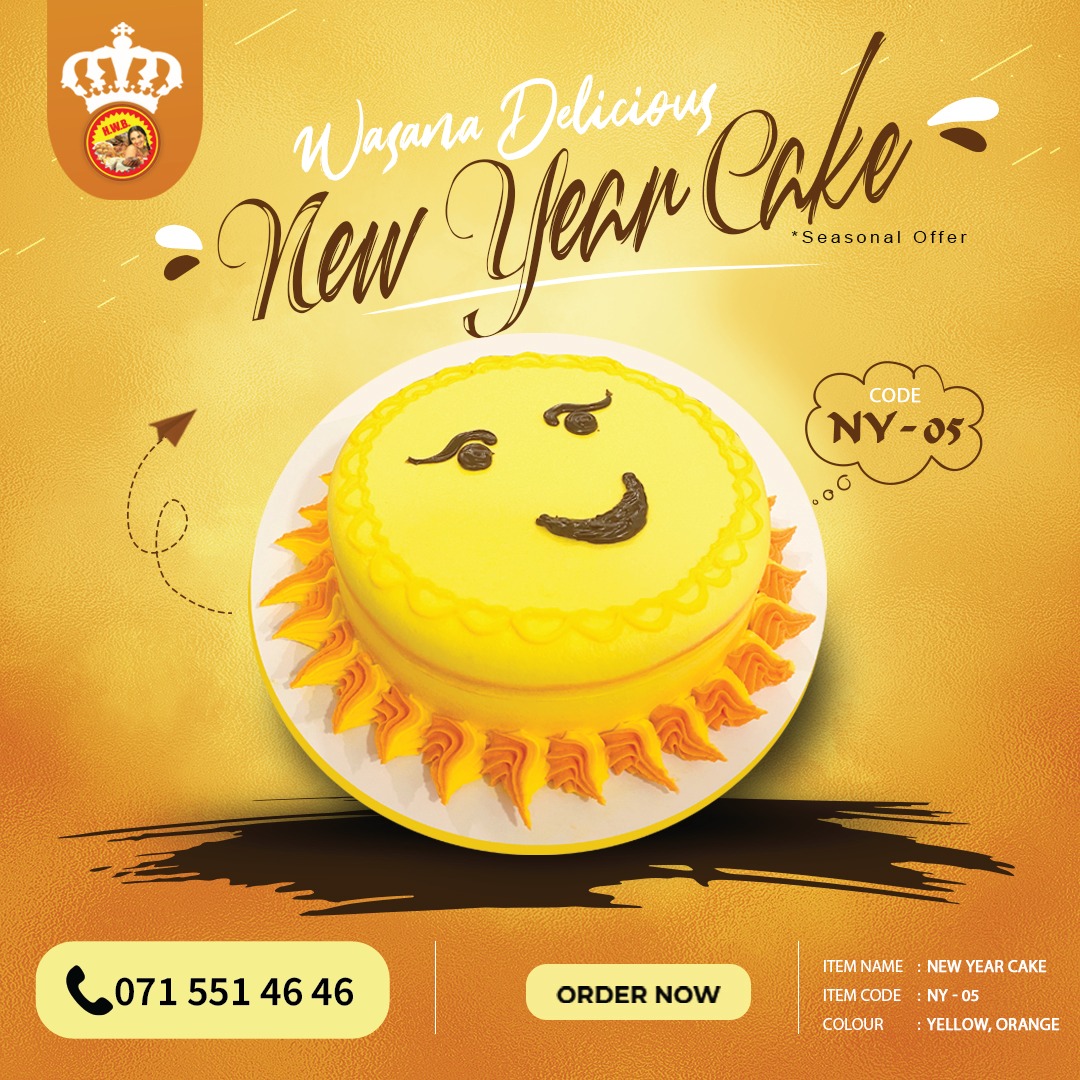 H.W.B.
Wasana Delicious
New Year Cake
*Seasonal Offer
CODE
NY-05
071 551 46 46
ORDER NOW
ITEM NAME : NEW YEAR CAKE
ITEM CODE : NY - 05
COLOUR : YELLOW, ORANGE